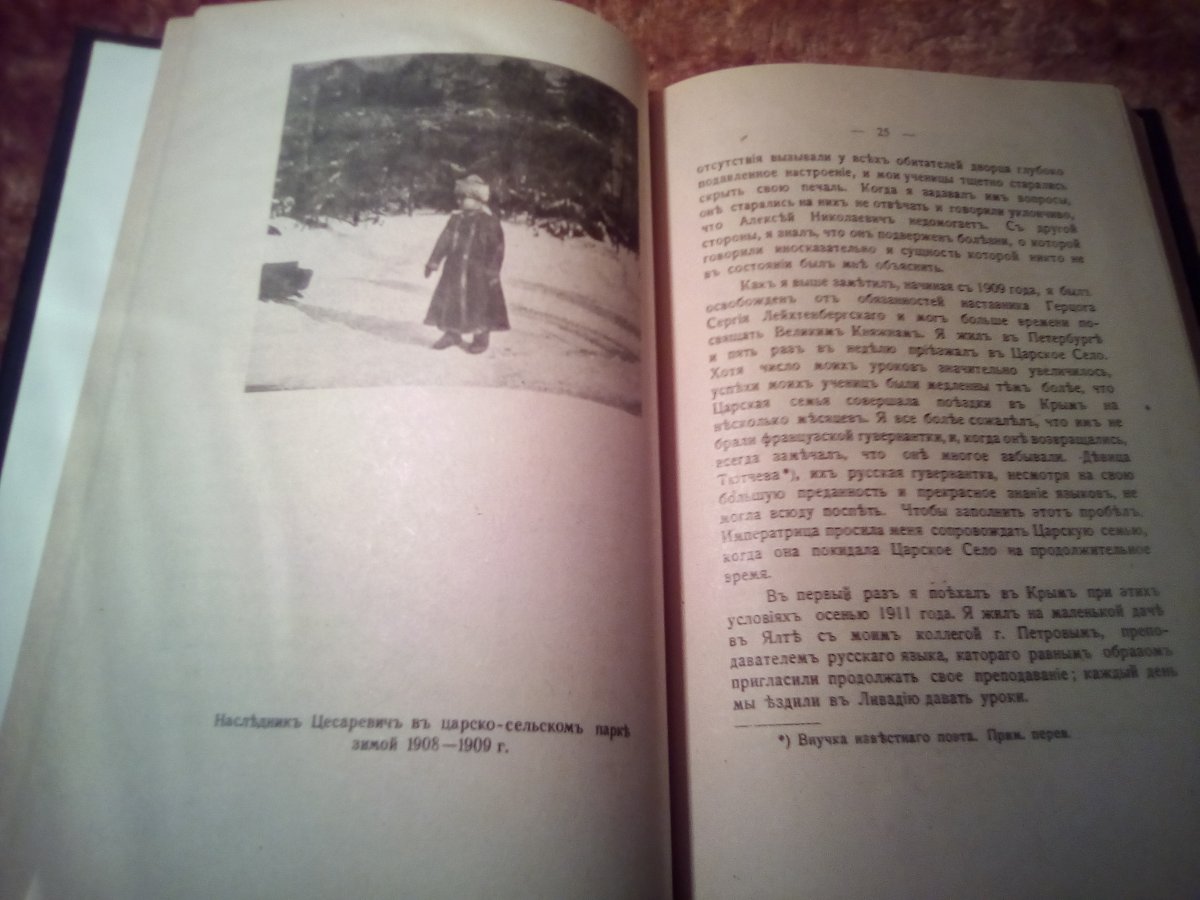 Наслѣдникъ Цесаревичъ въ царско-сельскомъ паркѣ
зимой 1908—1909 г.
— 25 —
отсутствія вызывали у всѣхъ обитателей дворца глубоко
подавленное настроеніе, и мои ученицы тщетно старались
скрыть свою печаль. Когда я задавалъ имъ вопросы,
онѣ старались на нихъ не отвѣчать и говорили уклончиво,
что Алексѣй Николаевичъ недомогаетъ. Съ другой
стороны, я зналъ, что онъ подверженъ болѣзни, о которой
говорили иносказательно и сущность которой никто не
въ состояніи былъ мнѣ объяснить.
Какъ я выше замѣтилъ, начиная съ 1909 года, я былъ
освобожденъ отъ обязанностей наставника Герцога
Сергія Лейхтенбергскаго и могъ больше времени по-
свящать Великимъ Княжнамъ. Я жилъ въ Петербургѣ
и пять разъ въ недѣлю пріѣзжалъ въ Царское Село.
Хотя число моихъ уроковъ значительно увеличилось,
успѣхи моихъ ученицъ были медленны тѣмъ болѣе, что
Царская семья совершала поѣздки въ Крымъ на
нѣсколько мѣсяцевъ. Я все болѣе сожалѣлъ, что имъ не
брали французской гувернантки, и, когда онѣ возвращались,
всегда замѣчалъ, что онѣ многое забывали. Дѣвица
Тютчева*), ихъ русская гувернантка, несмотря на свою
большую преданность и прекрасное знаніе языковъ, не
могла всюду поспѣть. Чтобы заполнить этотъ пробѣлъ,
Императрица просила меня сопровождать Царскую семью,
когда она покидала Царское Село на продолжительное
время.
Въ первый разъ я поѣхалъ въ Крымъ при этихъ
условіяхъ осенью 1911 года. Я жилъ на маленькой дачѣ
въ Ялтѣ съ моимъ коллегой г. Петровымъ, препо-
давателемъ русскаго языка, катораго равнымъ образомъ
пригласили продолжать свое преподаваніе; каждый день
мы ѣздили въ Ливадію давать уроки.
*) Внучка извѣстнаго поэта. Прим. перев.